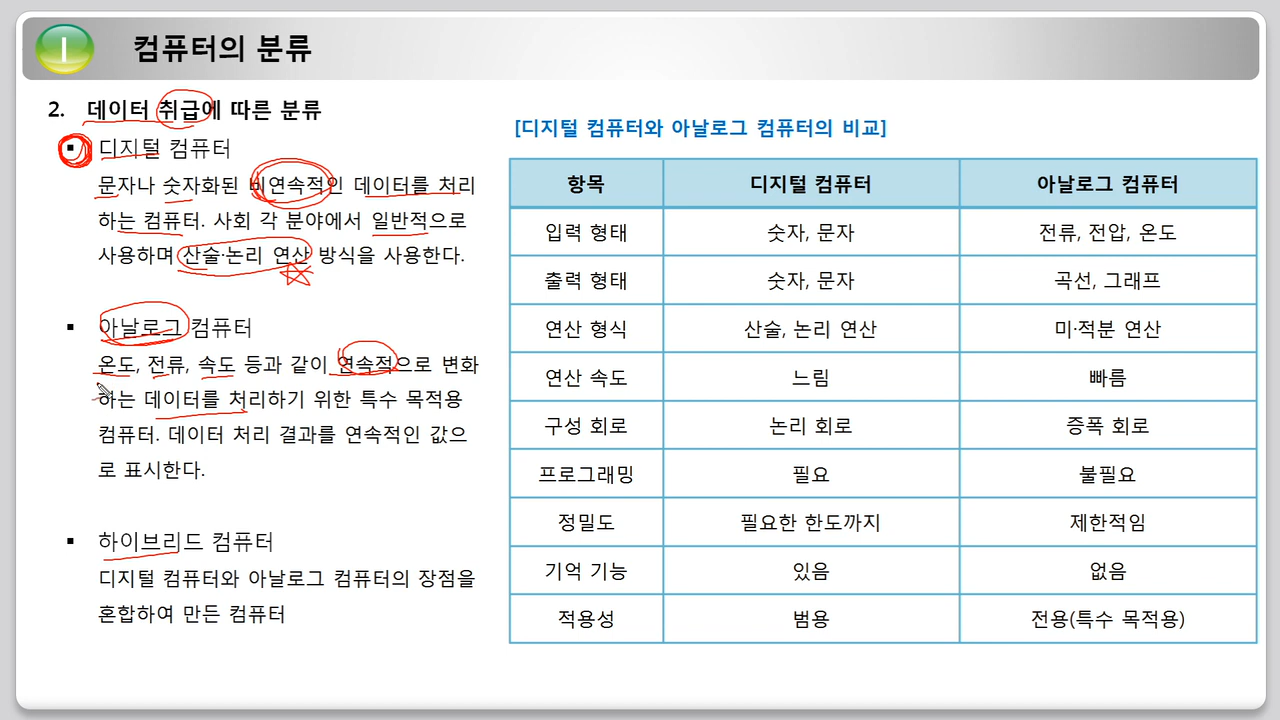 I 컴퓨터의 분류
2. 데이터 취급에 따른 분류
▪ 디지털 컴퓨터
문자나 숫자화된 비연속적인 데이터를 처리
하는 컴퓨터. 사회 각 분야에서 일반적으로
사용하며 산술·논리 연산 방식을 사용한다.
▪ 아날로그 컴퓨터
온도, 전류, 속도 등과 같이 연속적으로 변화
하는 데이터를 처리하기 위한 특수 목적용
컴퓨터. 데이터 처리 결과를 연속적인 값으
로 표시한다.
▪ 하이브리드 컴퓨터
디지털 컴퓨터와 아날로그 컴퓨터의 장점을
혼합하여 만든 컴퓨터
[디지털 컴퓨터와 아날로그 컴퓨터의 비교]
항목 디지털 컴퓨터 아날로그 컴퓨터
입력 형태 숫자, 문자 전류, 전압, 온도
출력 형태 숫자, 문자 곡선, 그래프
연산 형식 산술, 논리 연산 미·적분 연산
연산 속도 느림 빠름
구성 회로 논리 회로 증폭 회로
프로그래밍 필요 불필요
정밀도 필요한 한도까지 제한적임
기억 기능 있음 없음
적용성 범용 전용(특수 목적용)